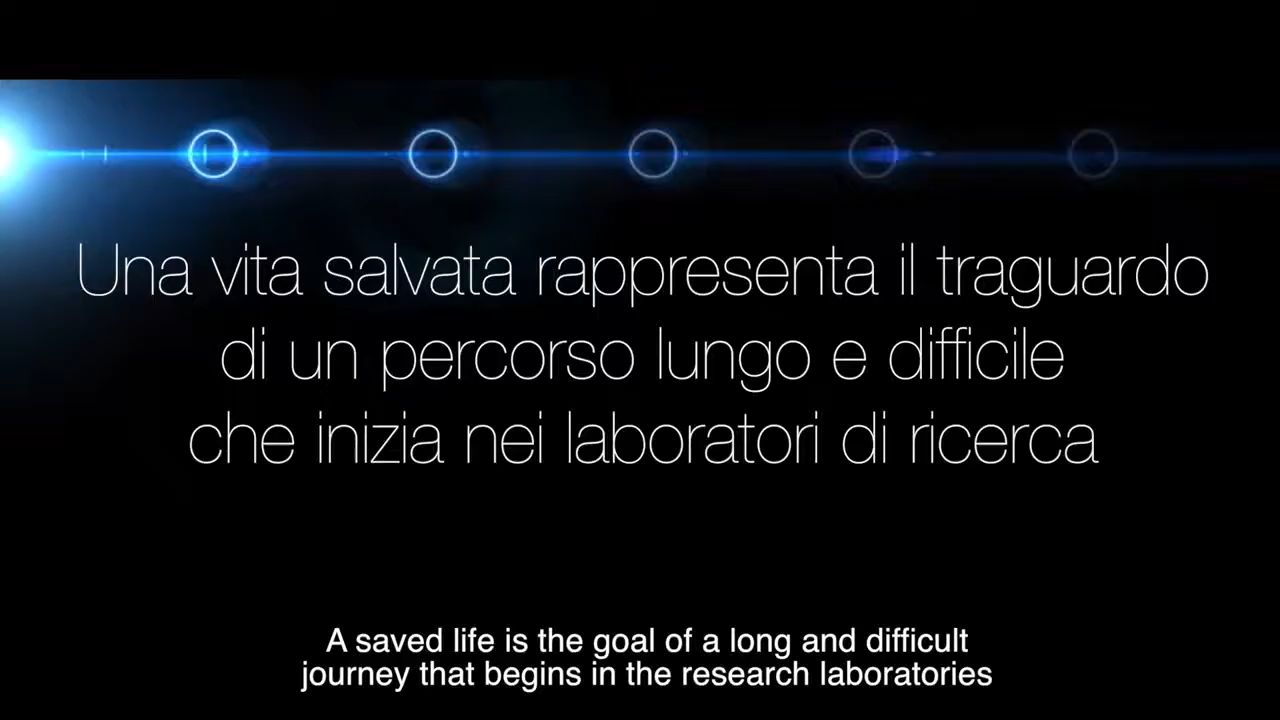 Una vita salvata rappresenta il traguardo
di un percorso lungo e difficile
che inizia nei laboratori di ricerca
A saved life is the goal of a long and difficult
journey that begins in the research laboratories